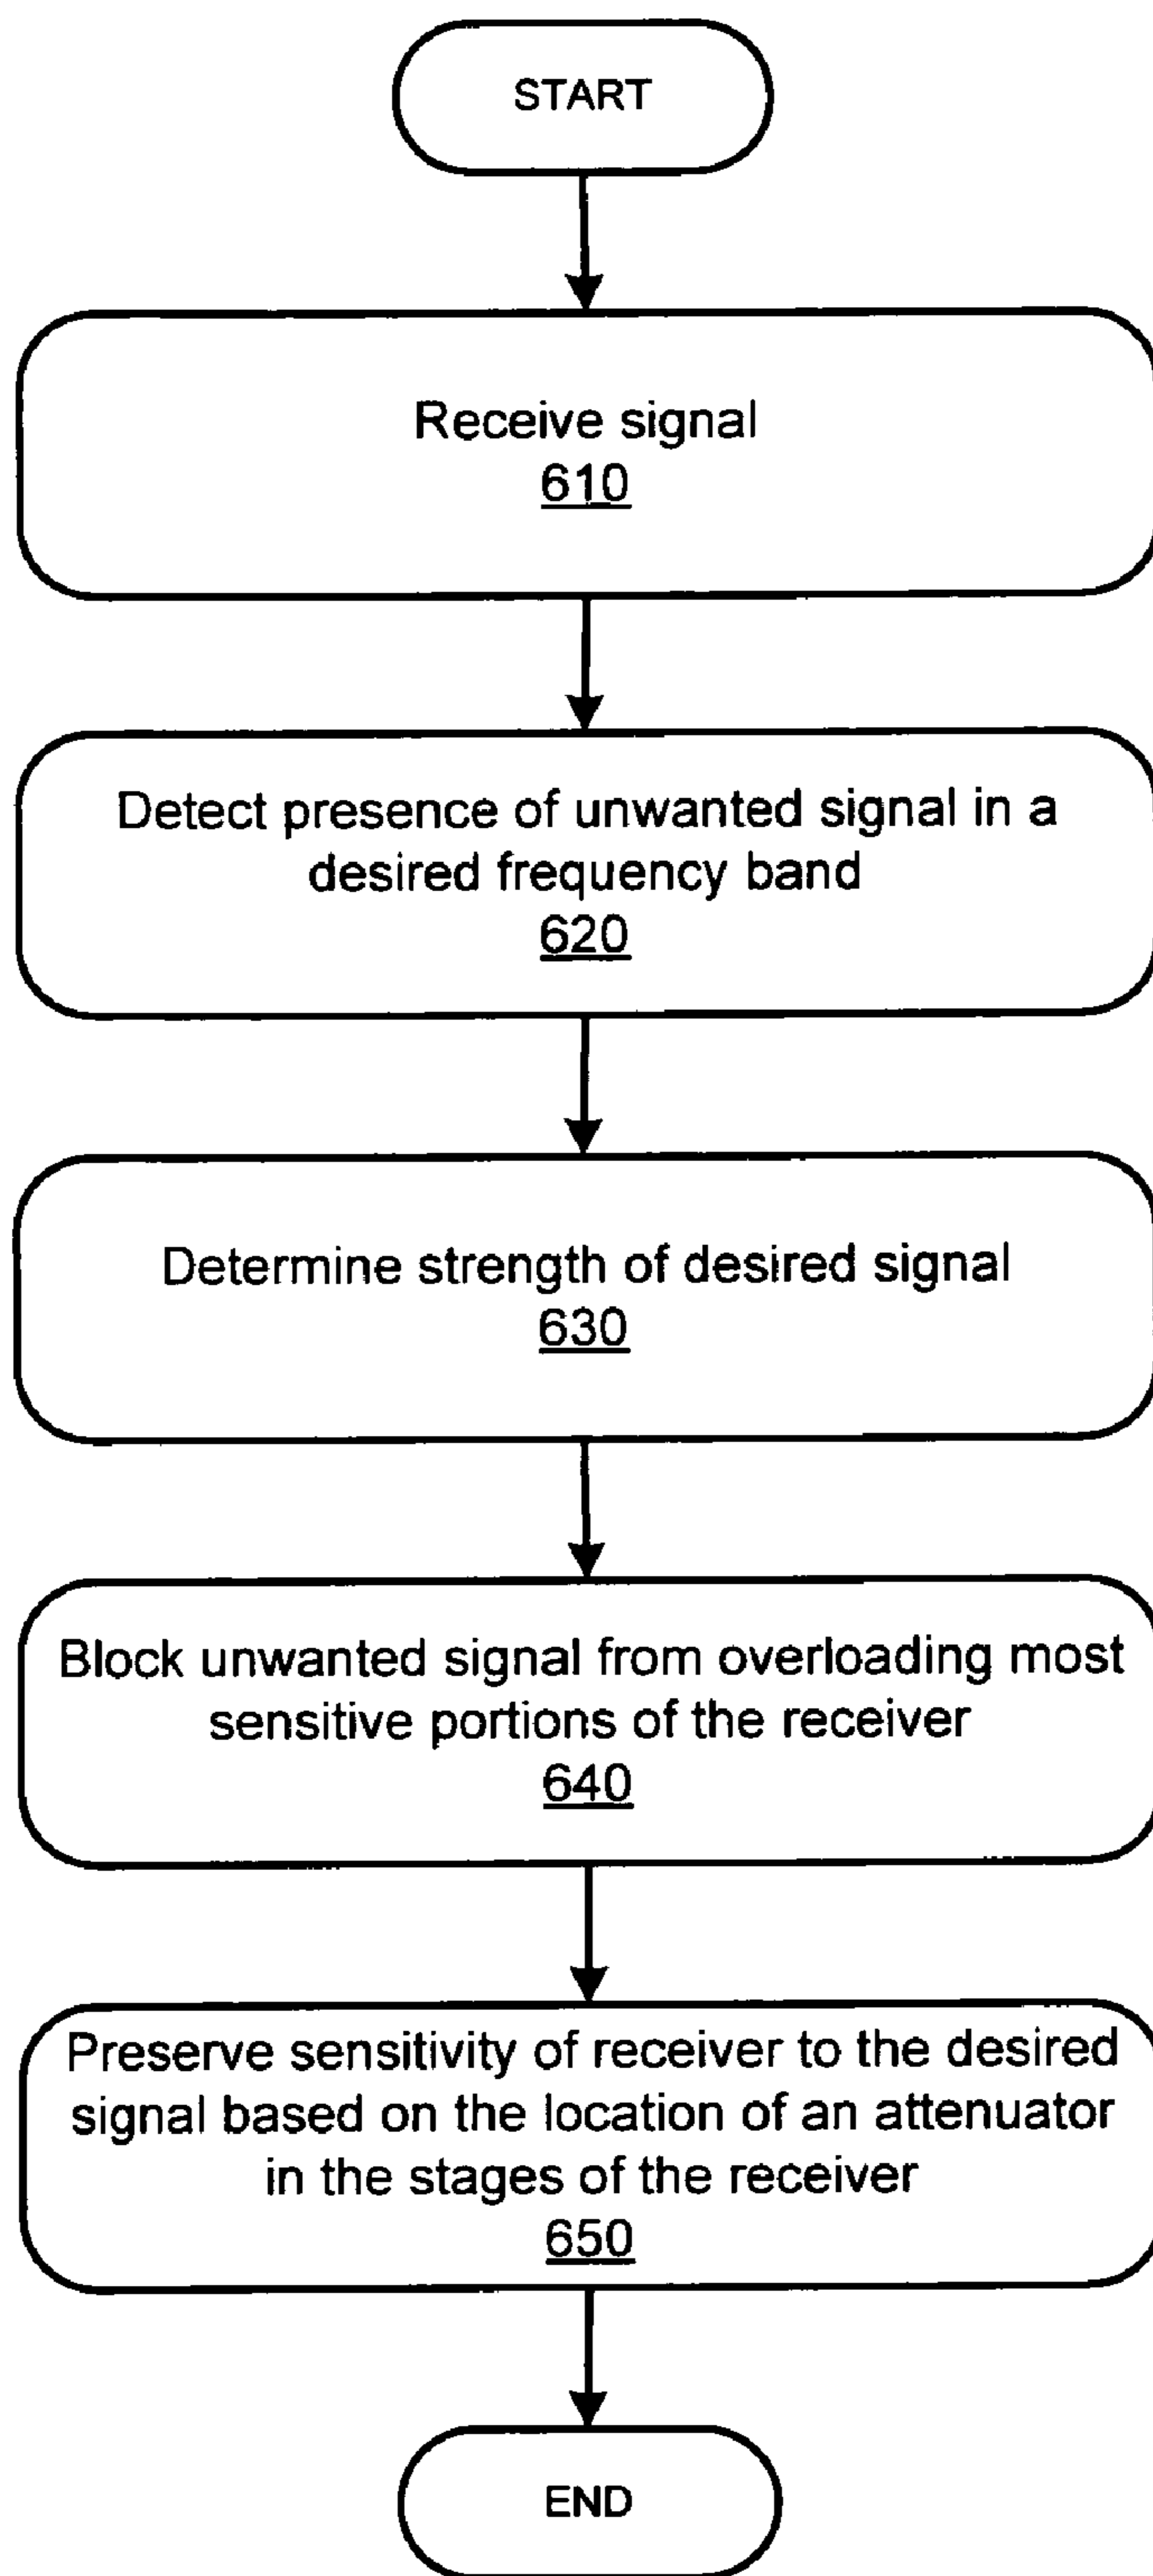 START
Receive signal
610
Detect presence of unwanted signal in a
desired frequency band
620
Determine strength of desired signal
630
Block unwanted signal from overloading most
sensitive portions of the receiver
640
Preserve sensitivity of receiver to the desired
signal based on the location of an attenuator
in the stages of the receiver
650
END